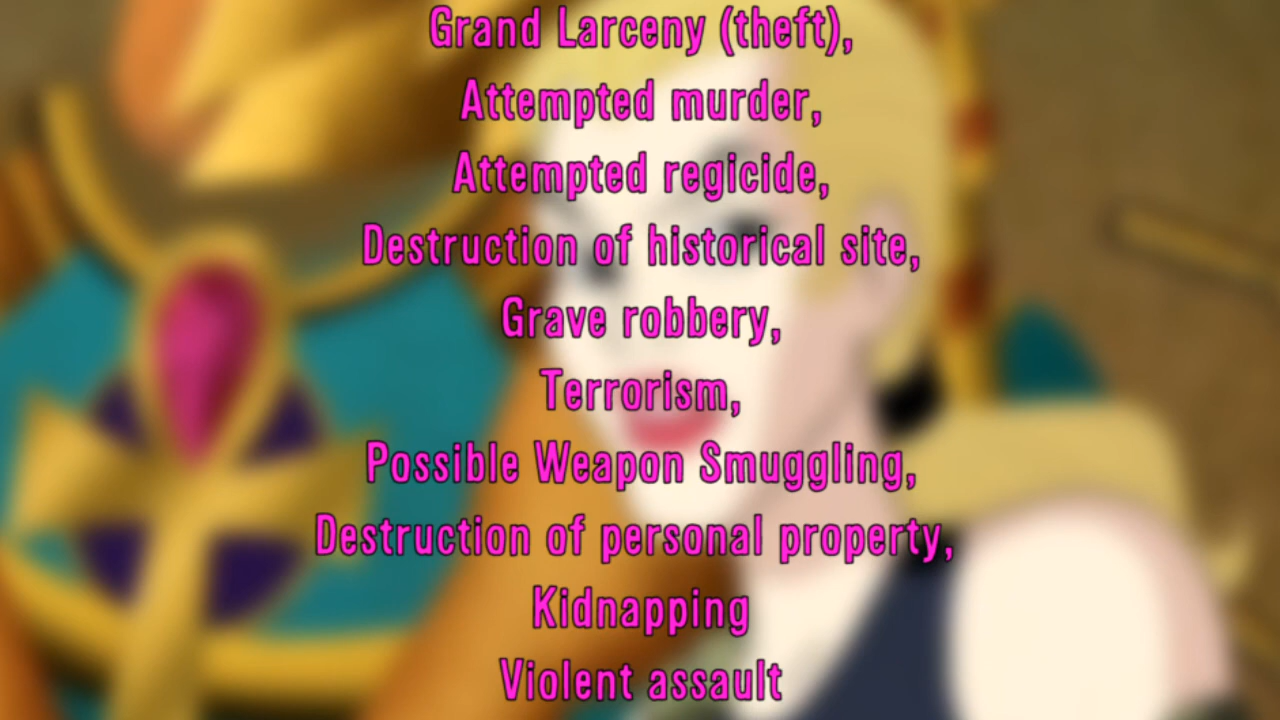 Grand Larceny (theft),
Attempted murder,
Attempted regicide,
Destruction of historical site,
Grave robbery,
Terrorism,
Possible Weapon Smuggling,
Destruction of personal property,
Kidnapping
Violent assault